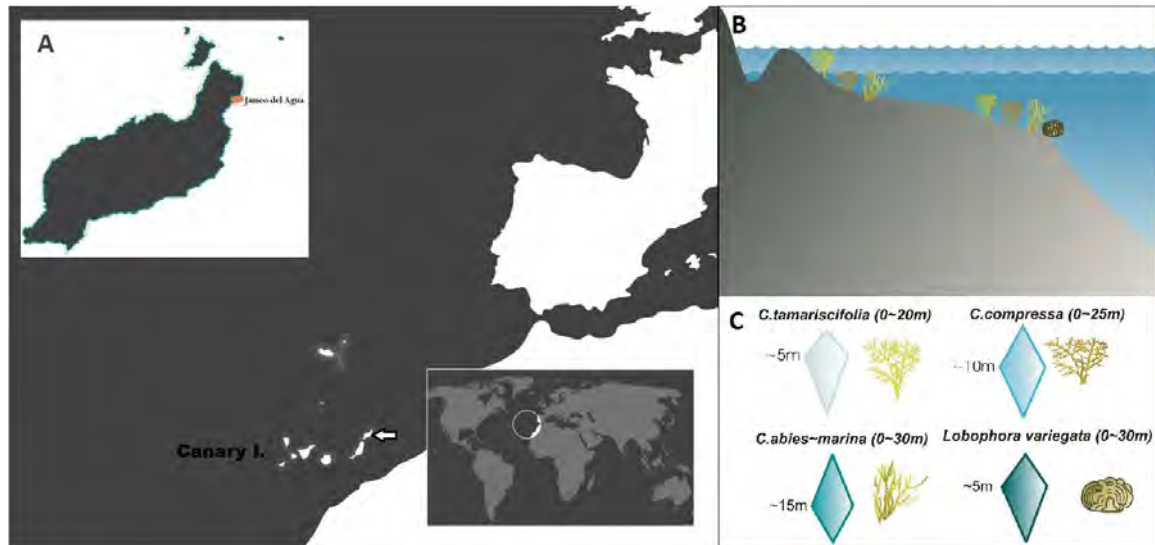 A
Jameo del Agua
Canary I.
B
C
C.tamariscifolia (0~20m)
~5m
C.compressa (0~25m)
~10m
C.abies~marina (0~30m)
~15m
Lobophora variegata (0~30m)
~5m